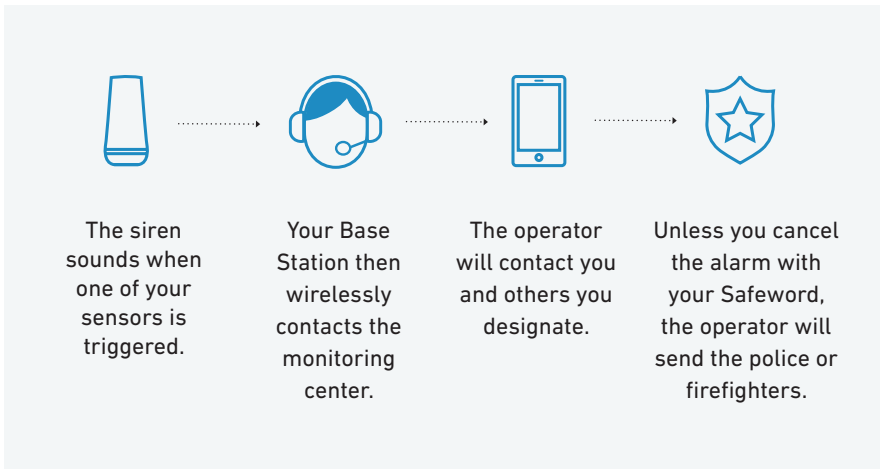 The siren
sounds when
one of your
sensors is
triggered.
Your Base
Station then
wirelessly
contacts the
monitoring
center.
The operator
will contact you
and others you
designate.
Unless you cancel
the alarm with
your Safeword,
the operator will
send the police or
firefighters.